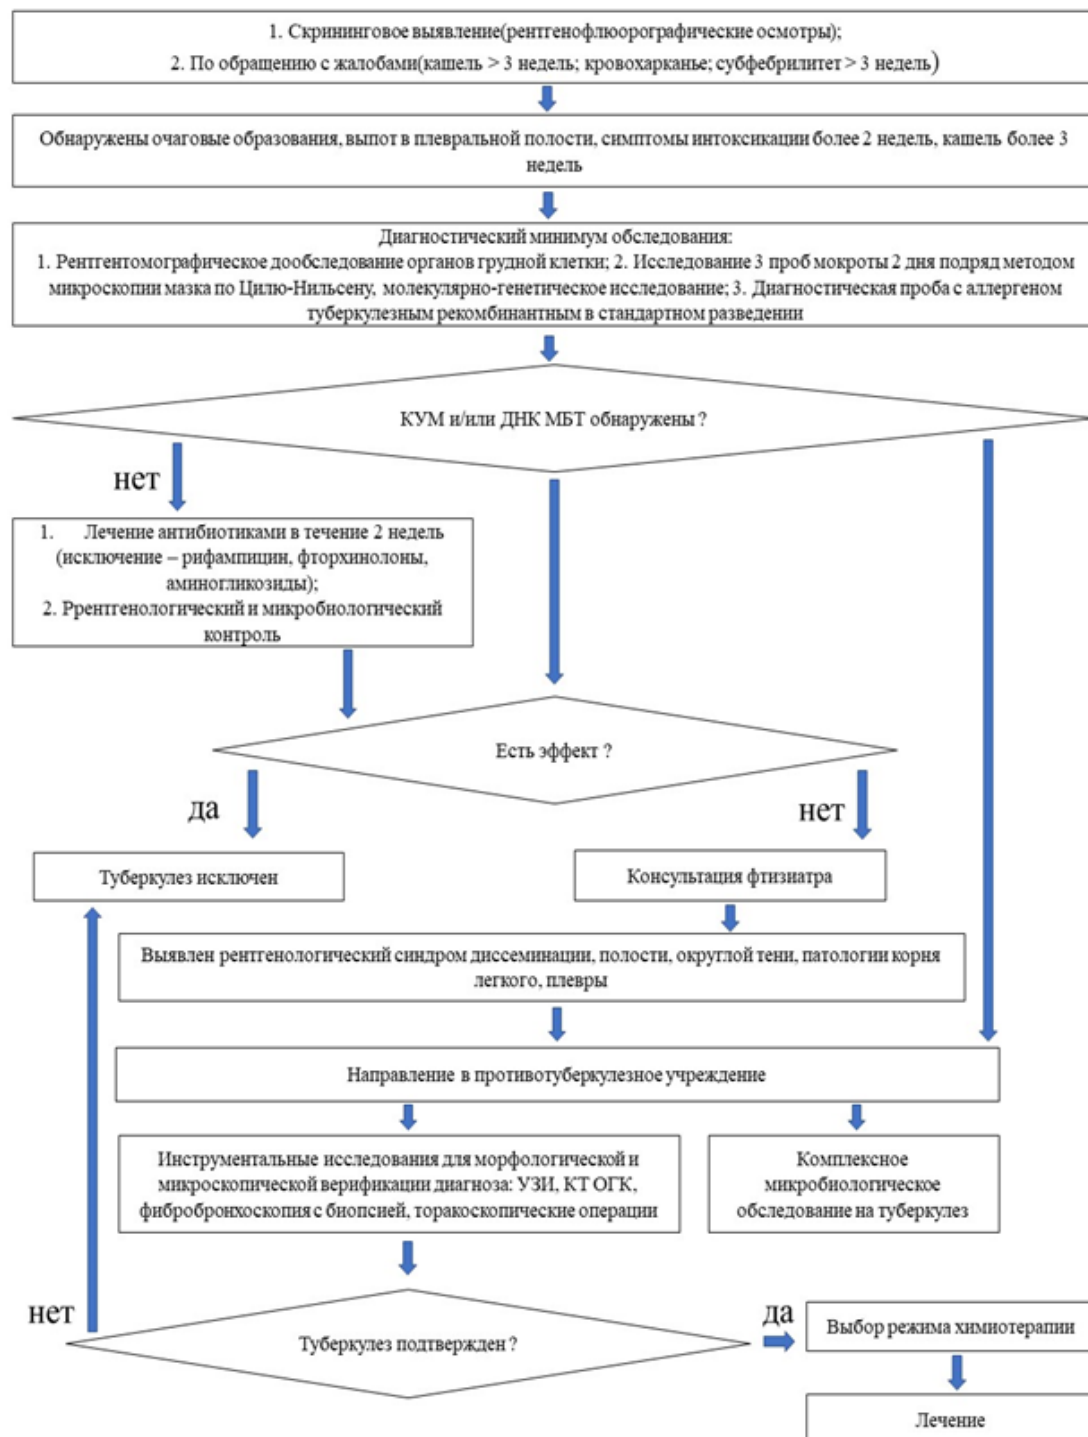 1. Скрининговое выявление(рентгенофлюорографические осмотры);
2. По обращению с жалобами(кашель > 3 недель; кровохарканье; субфебрилитет > 3 недель)
Обнаружены очаговые образования, выпот в плевральной полости, симптомы интоксикации более 2 недель, кашель более 3
недель
Диагностический минимум обследования:
1. Рентгентомографическое дообследование органов грудной клетки; 2. Исследование 3 проб мокроты 2 дня подряд методом
микроскопии мазка по Цилю-Нильсену, молекулярно-генетическое исследование; 3. Диагностическая проба с аллергеном
туберкулезным рекомбинантным в стандартном разведении
КУМ и/или ДНК МБТ обнаружены ?
нет
1. Лечение антибиотиками в течение 2 недель
(исключение – рифампицин, фторхинолоны,
аминогликозиды);
2. Ррентгенологический и микробиологический
контроль
Есть эффект ?
да
нет
Туберкулез исключен
Консультация фтизиатра
Выявлен рентгенологический синдром диссеминации, полости, округлой тени, патологии корня
легкого, плевры
Направление в противотуберкулезное учреждение
Инструментальные исследования для морфологической и
микроскопической верификации диагноза: УЗИ, КТ ОГК,
фибробронхоскопия с биопсией, торакоскопические операции
Комплексное
микробиологическое
обследование на туберкулез
нет
Туберкулез подтвержден ?
да
Выбор режима химиотерапии
Лечение